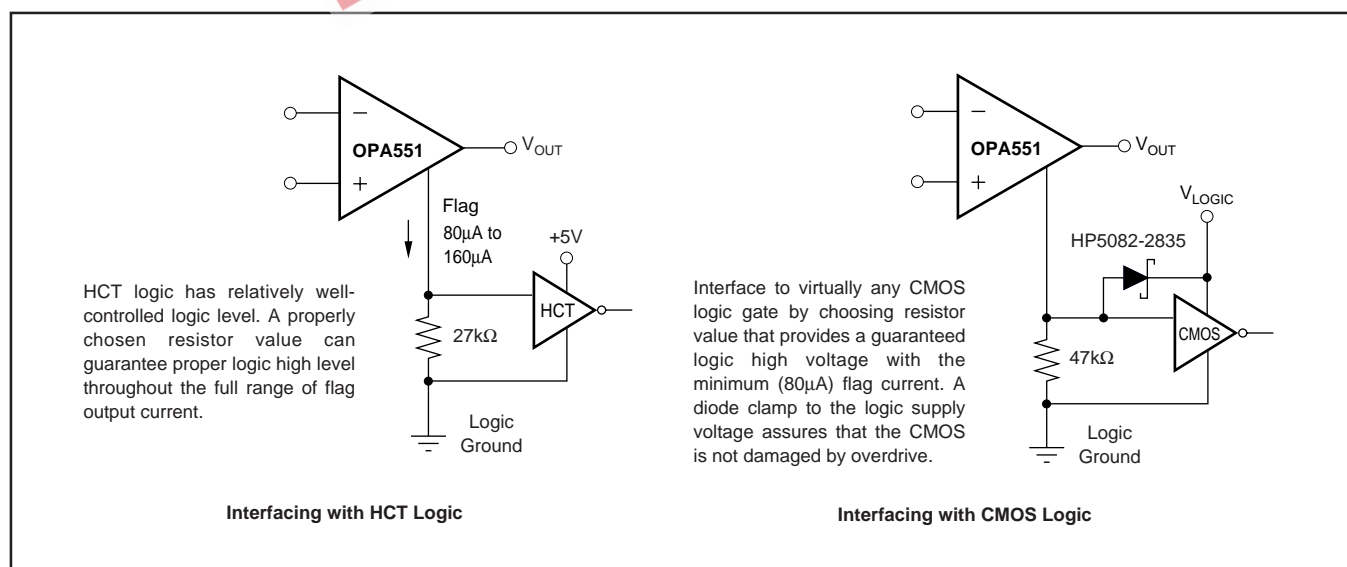 −
OPA551
+
VOUT
Flag
80µA to
160µA
+5V
HCT
27kΩ
Logic
Ground
HCT logic has relatively well-
controlled logic level. A properly
chosen resistor value can
guarantee proper logic high level
throughout the full range of flag
output current.
Interfacing with HCT Logic
−
OPA551
+
VOUT
VLOGIC
HP5082-2835
CMOS
47kΩ
Logic
Ground
Interface to virtually any CMOS
logic gate by choosing resistor
value that provides a guaranteed
logic high voltage with the
minimum (80µA) flag current. A
diode clamp to the logic supply
voltage assures that the CMOS
is not damaged by overdrive.
Interfacing with CMOS Logic